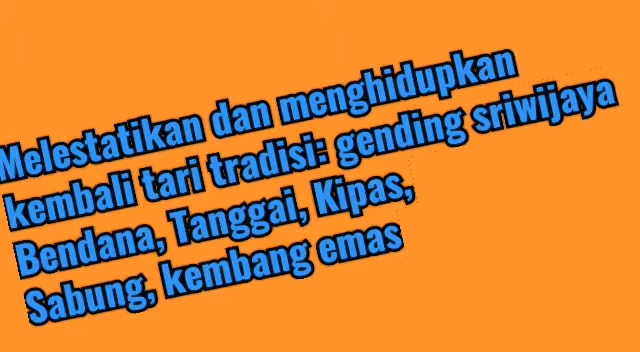 Melestatikan dan menghidupkan
kembali tari tradisi: gending sriwijaya
Bendana, Tanggai, Kipas,
Sabung, kembang emas